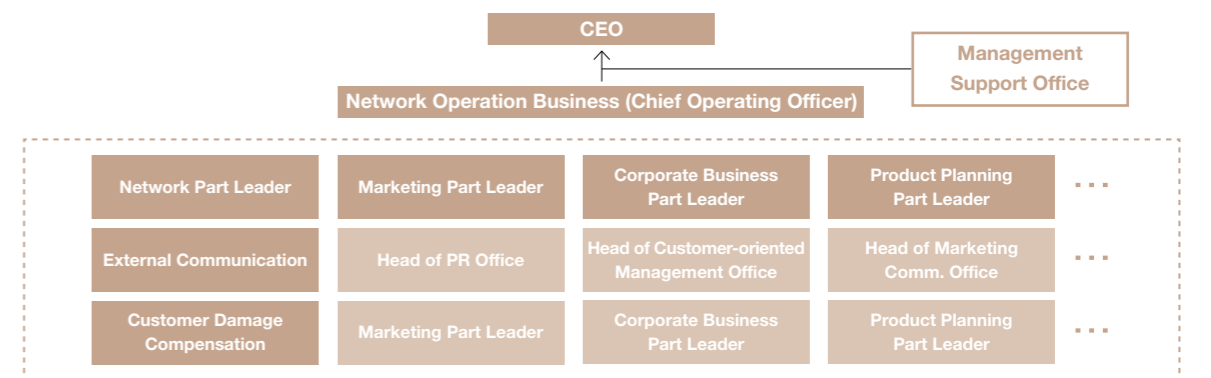 CEO
Management
Support Office
Network Operation Business (Chief Operating Officer)
Network Part Leader
Marketing Part Leader
Corporate Business
Part Leader
Product Planning
Part Leader
...
External Communication
Head of PR Office
Head of Customer-oriented
Management Office
Head of Marketing
Comm. Office
...
Customer Damage
Compensation
Marketing Part Leader
Corporate Business
Part Leader
Product Planning
Part Leader
...